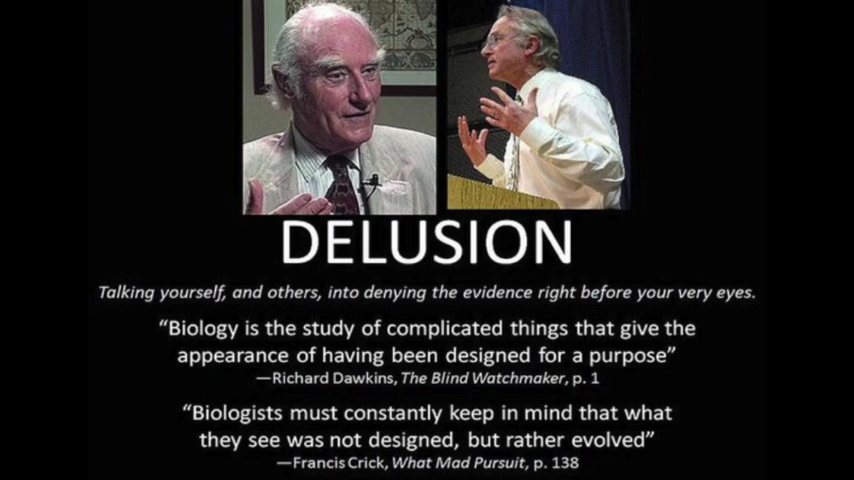 DELUSION
Talking yourself, and others, into denying the evidence right before your very eyes.
“Biology is the study of complicated things that give the
appearance of having been designed for a purpose”
—Richard Dawkins, The Blind Watchmaker, p. 1
“Biologists must constantly keep in mind that what
they see was not designed, but rather evolved”
—Francis Crick, What Mad Pursuit, p. 138